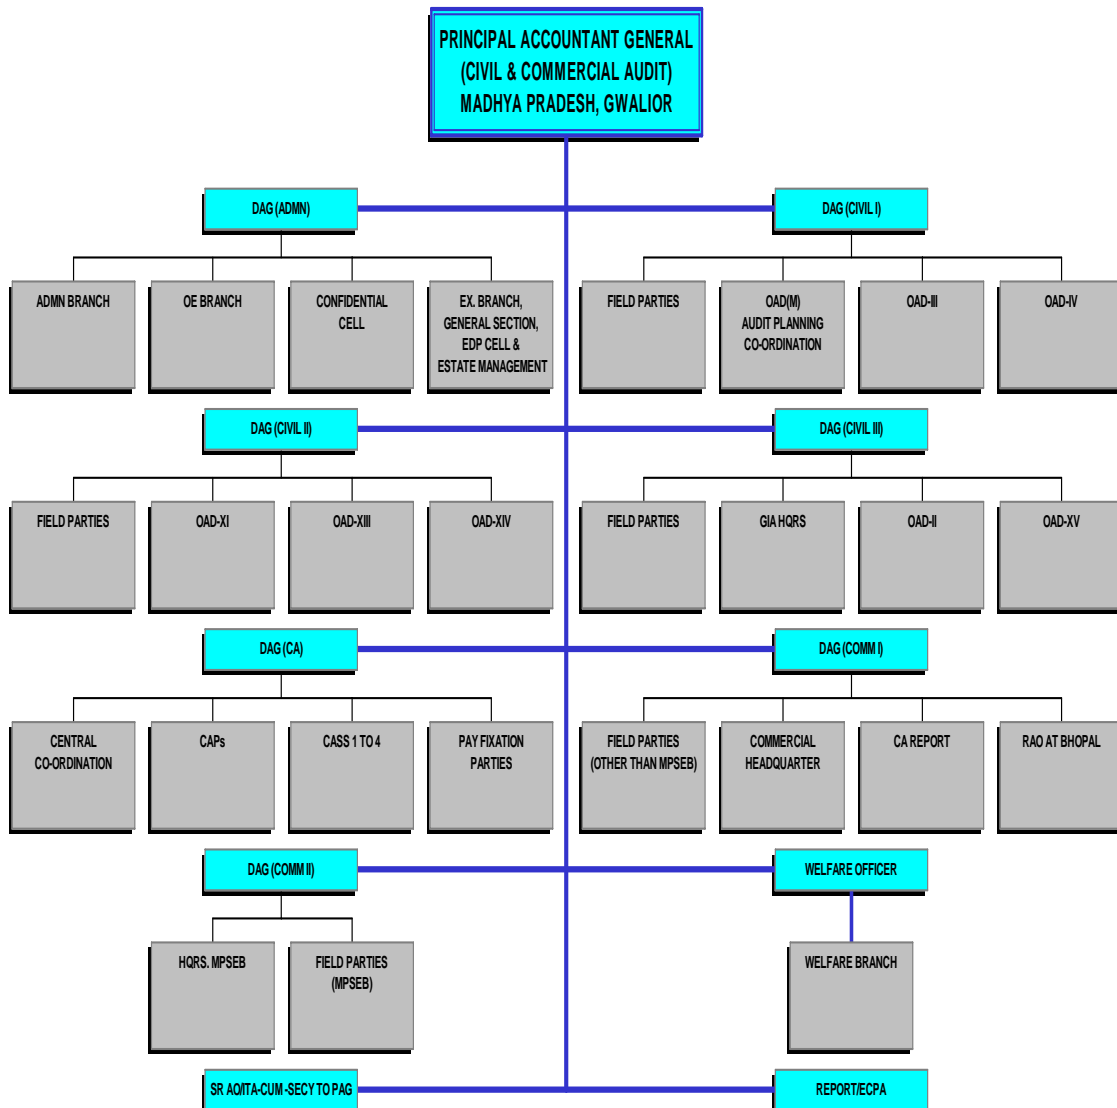 PRINCIPAL ACCOUNTANT GENERAL
(CIVIL & COMMERCIAL AUDIT)
MADHYA PRADESH, GWALIOR
DAG (ADMN)
DAG (CIVIL I)
ADMN BRANCH
OE BRANCH
CONFIDENTIAL
CELL
EX. BRANCH,
GENERAL SECTION,
EDP CELL &
ESTATE MANAGEMENT
FIELD PARTIES
OAD(M)
AUDIT PLANNING
CO-ORDINATION
OAD-III
OAD-IV
DAG (CIVIL II)
DAG (CIVIL III)
FIELD PARTIES
OAD-XI
OAD-XIII
OAD-XIV
FIELD PARTIES
GIA HQRS
OAD-II
OAD-XV
DAG (CA)
DAG (COMM I)
CENTRAL
CO-ORDINATION
CAPs
CASS 1 TO 4
PAY FIXATION
PARTIES
FIELD PARTIES
(OTHER THAN MPSEB)
COMMERCIAL
HEADQUARTER
CA REPORT
RAO AT BHOPAL
DAG (COMM II)
WELFARE OFFICER
HQRS. MPSEB
FIELD PARTIES
(MPSEB)
WELFARE BRANCH
SR AO/ITA-CUM -SECY TO PAG
REPORT/ECPA